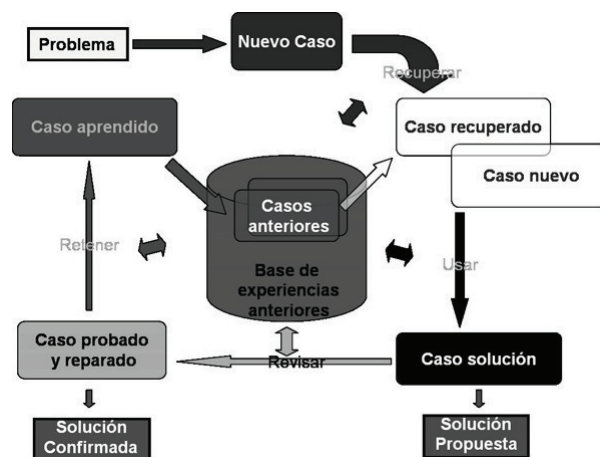 Problema
Nuevo Caso
Recuperar
Caso aprendido
Caso recuperado
Caso nuevo
Casos
anteriores
Retener
Base de
experiencias
anteriores
Usar
Caso probado
y reparado
Revisar
Caso solución
Solución
Confirmada
Solución
Propuesta